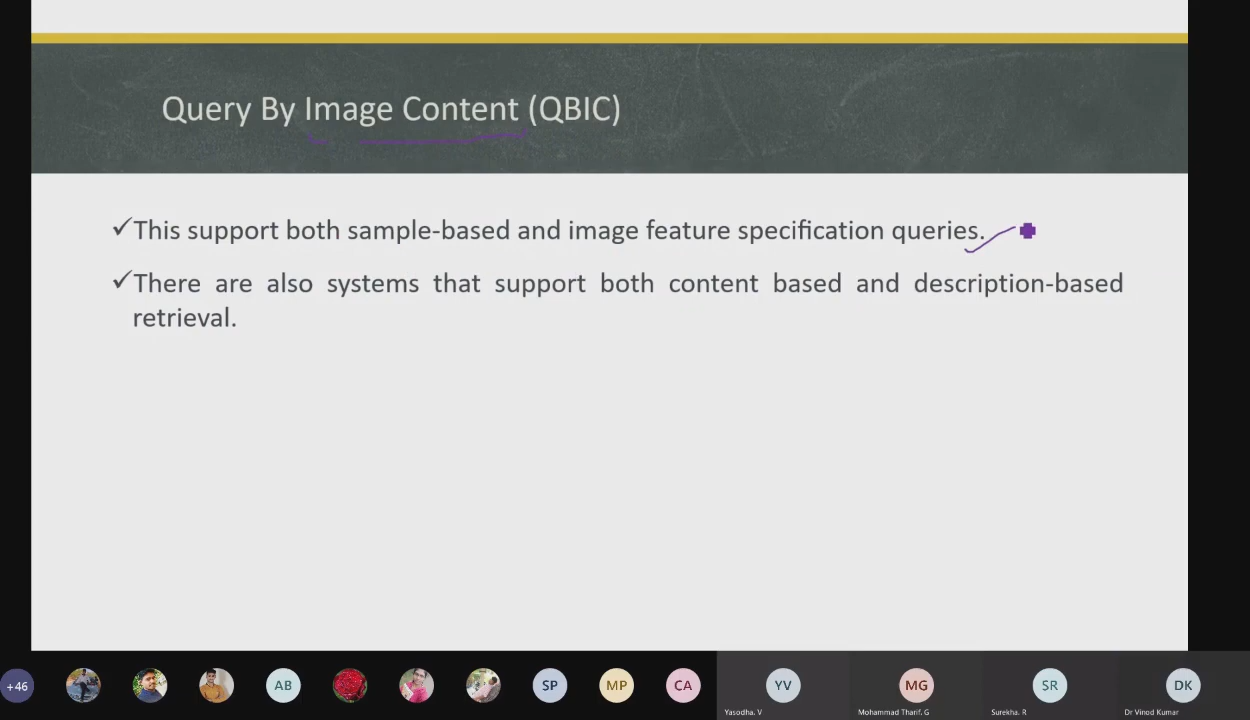 Query By Image Content (QBIC)
✓This support both sample-based and image feature specification queries.
✓There are also systems that support both content based and description-based
retrieval.
+46
AB
SP
MP
CA
YV
MG
SR
DK
Yasodha. V
Mohammad Tharif. G
Surekha. R
Dr Vinod Kumar